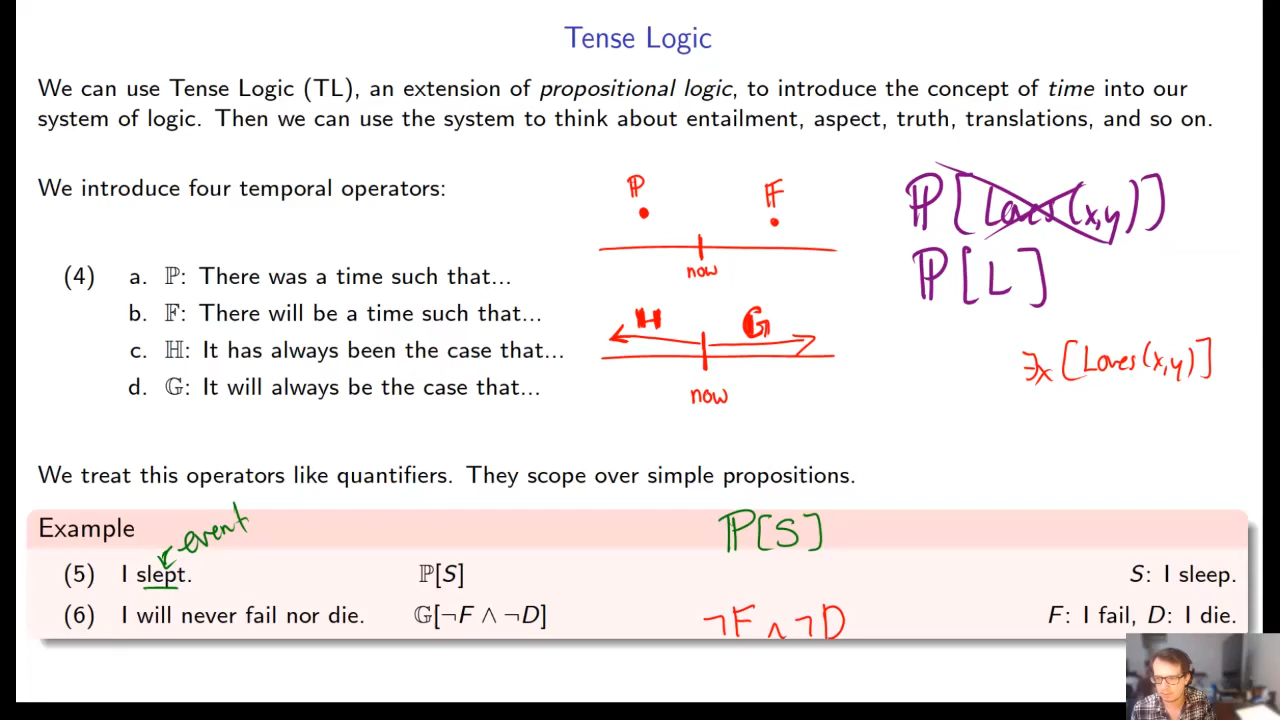 Tense Logic
We can use Tense Logic (TL), an extension of propositional logic, to introduce the concept of time into our
system of logic. Then we can use the system to think about entailment, aspect, truth, translations, and so on.
We introduce four temporal operators:
ℙ 𝔽
now
ℙ[Loves(x,y)]
ℙ[L]
(4) a. ℙ: There was a time such that...
b. 𝔽: There will be a time such that...
c. ℍ: It has always been the case that...
d. 𝔾: It will always be the case that...
ℍ 𝔾
now
∃x[Loves(x,y)]
We treat this operators like quantifiers. They scope over simple propositions.
Example
event
ℙ[S]
(5) I slept. ℙ[S] S: I sleep.
(6) I will never fail nor die. 𝔾[¬F ∧ ¬D] ¬F ∧ ¬D F: I fail, D: I die.